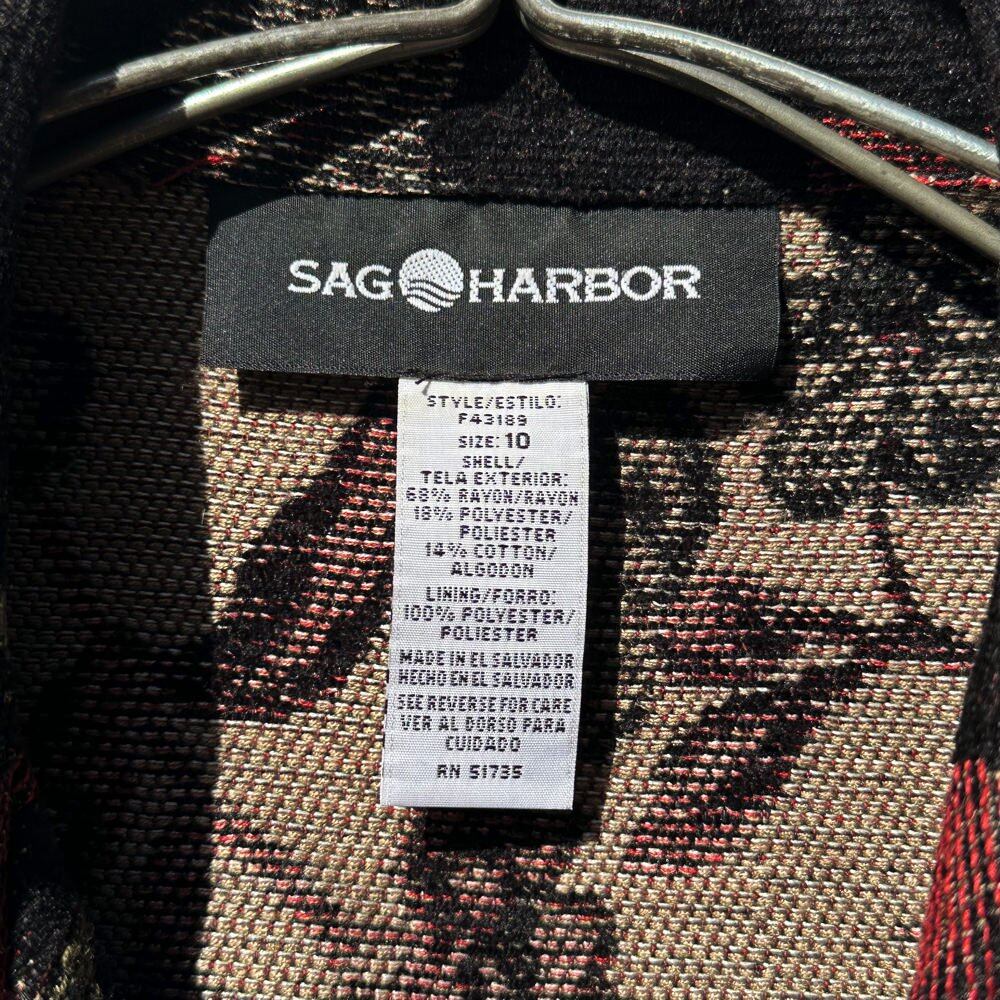 SAG HARBOR
STYLE/ESTILO:
F43189
SIZE: 10
SHELL/
TELA EXTERIOR:
68% RAYON/RAYON
18% POLYESTER/
POLIESTER
14% COTTON/
ALGODON
LINING/FORRO:
100% POLYESTER/
POLIESTER
MADE IN EL SALVADOR
HECHO EN EL SALVADOR
SEE REVERSE FOR CARE
VER AL DORSO PARA
CUIDADO
RN 51735